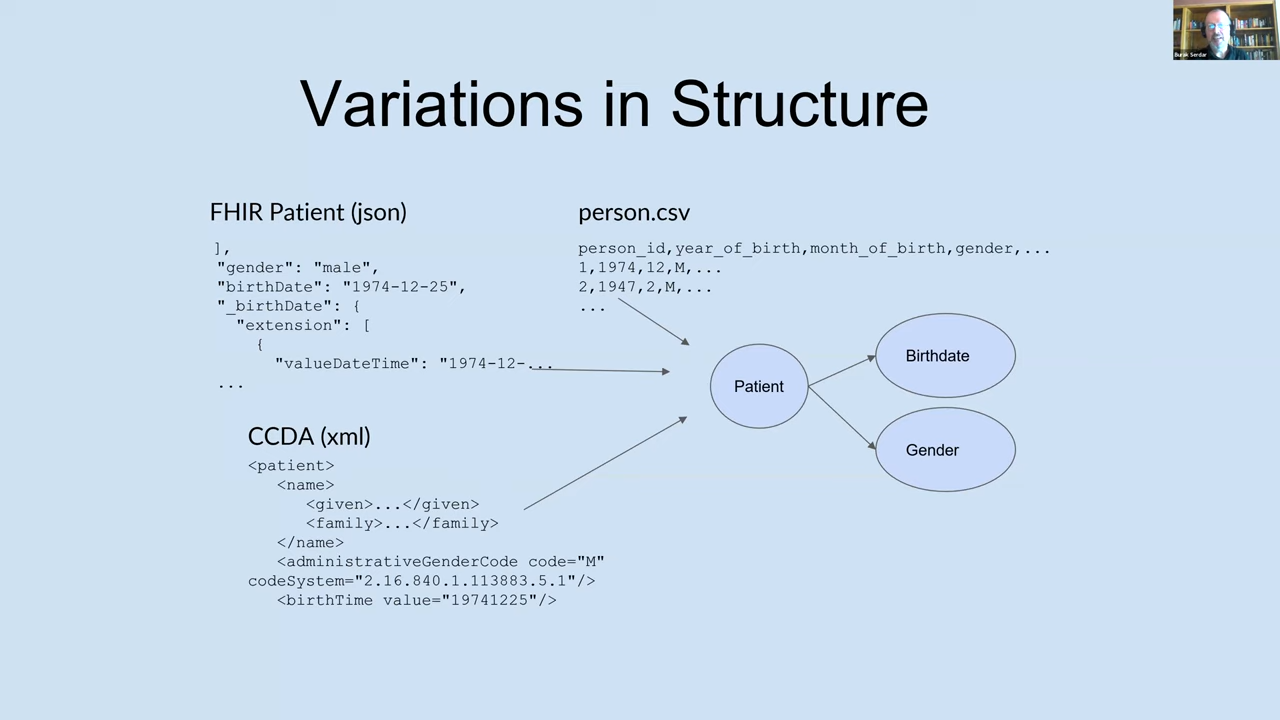 Burak Serdar
Variations in Structure
FHIR Patient (json)
],
"gender": "male",
"birthDate": "1974-12-25",
"_birthDate": {
"extension": [
{
"valueDateTime": "1974-12-...
...
person.csv
person_id,year_of_birth,month_of_birth,gender,...
1,1974,12,M,...
2,1947,2,M,...
...
CCDA (xml)
<patient>
<name>
<given>...</given>
<family>...</family>
</name>
<administrativeGenderCode code="M"
codeSystem="2.16.840.1.113883.5.1"/>
<birthTime value="19741225"/>
Patient
Birthdate
Gender